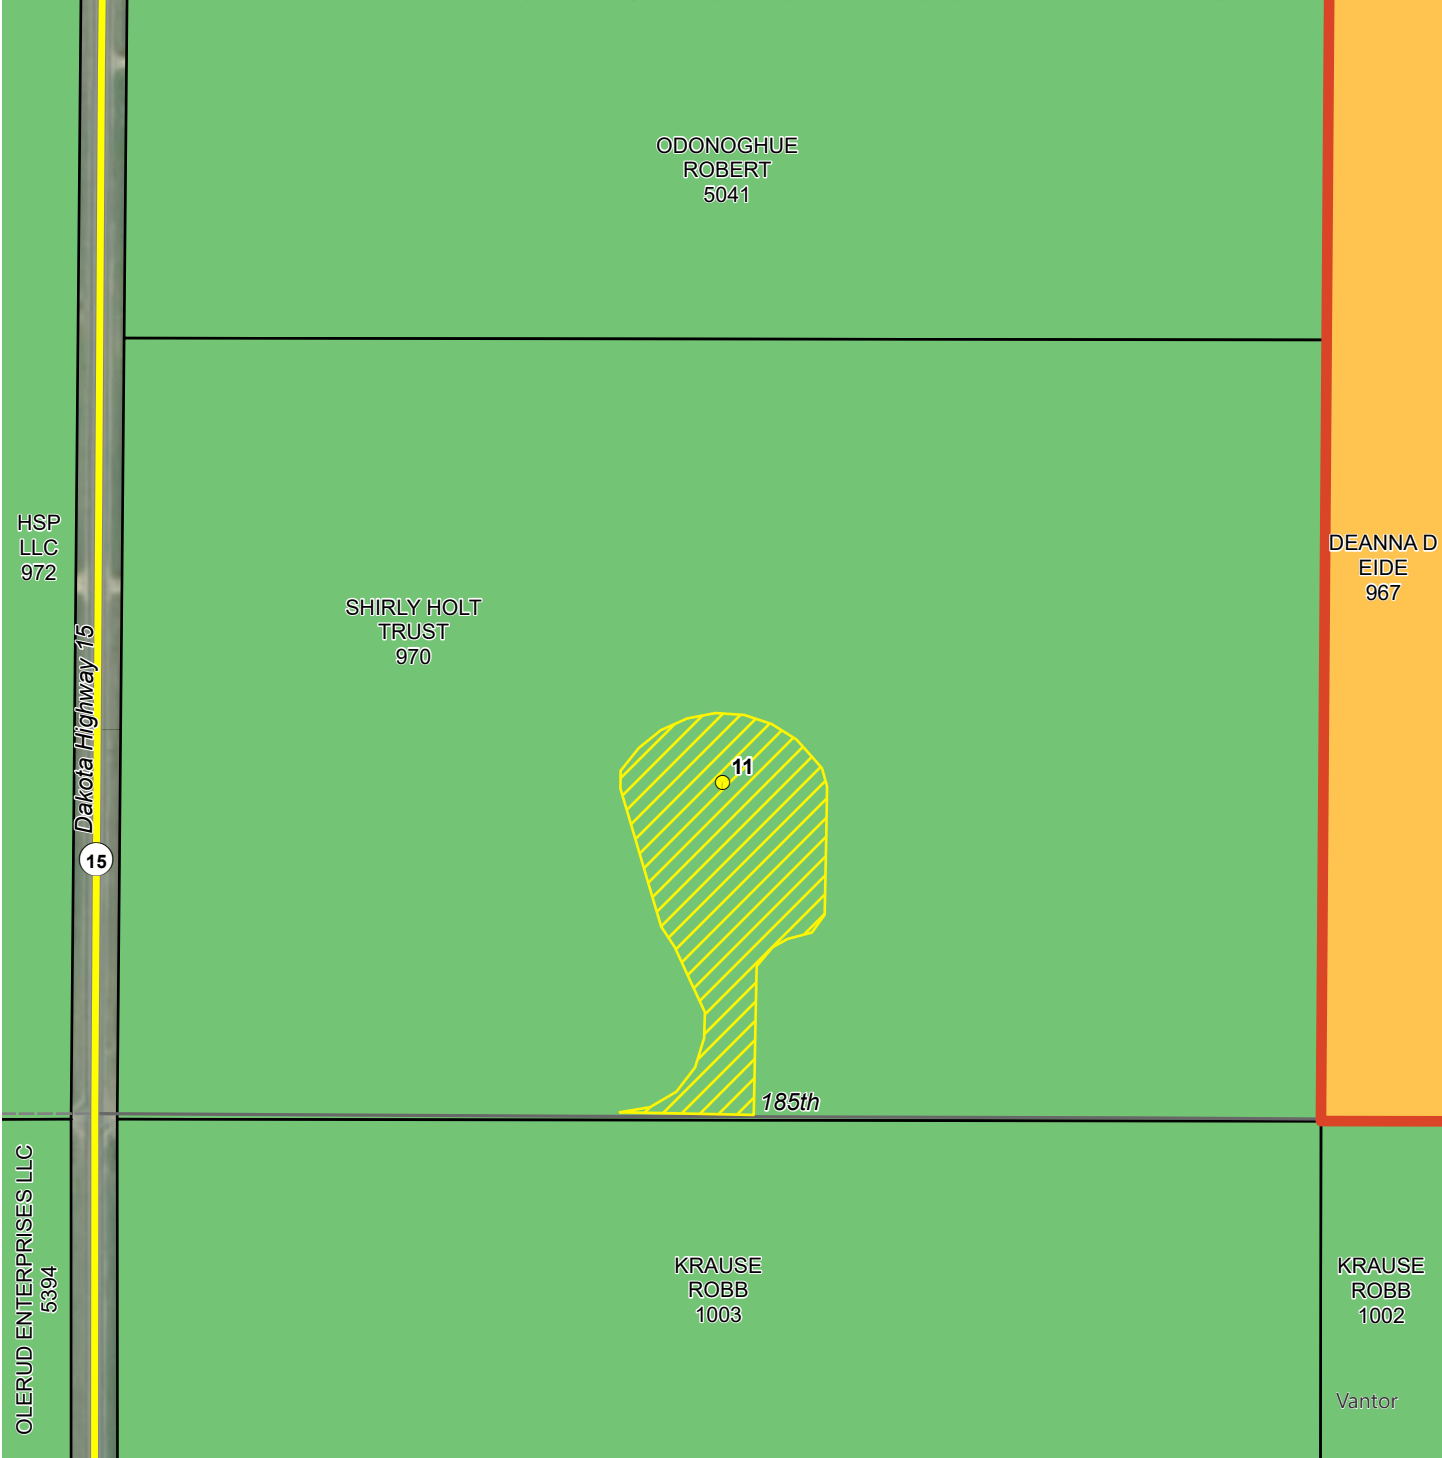 ODONOGHUE
ROBERT
5041
HSP
LLC
972
DEANNA D
EIDE
967
SHIRLY HOLT
TRUST
970
Dakota Highway 15
11
15
185th
OLERUD ENTERPRISES LLC
5394
KRAUSE
ROBB
1003
KRAUSE
ROBB
1002
Vantor